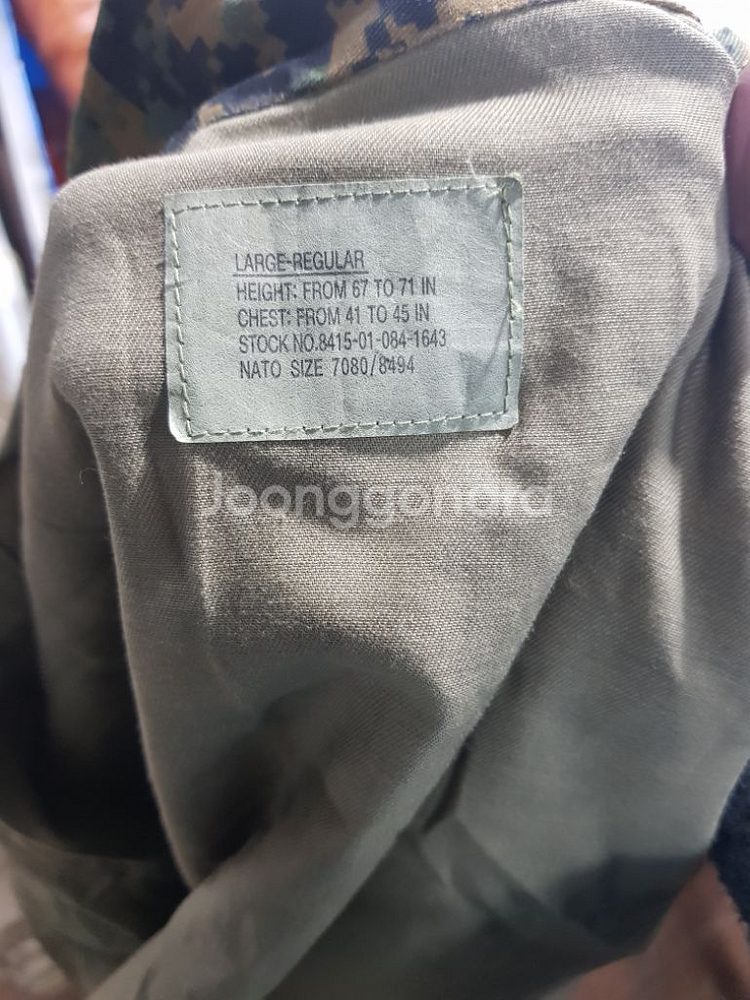 LARGE-REGULAR
HEIGHT: FROM 67 TO 71 IN
CHEST: FROM 41 TO 45 IN
STOCK NO.8415-01-084-1643
NATO SIZE 7080/8494
Joonggonara